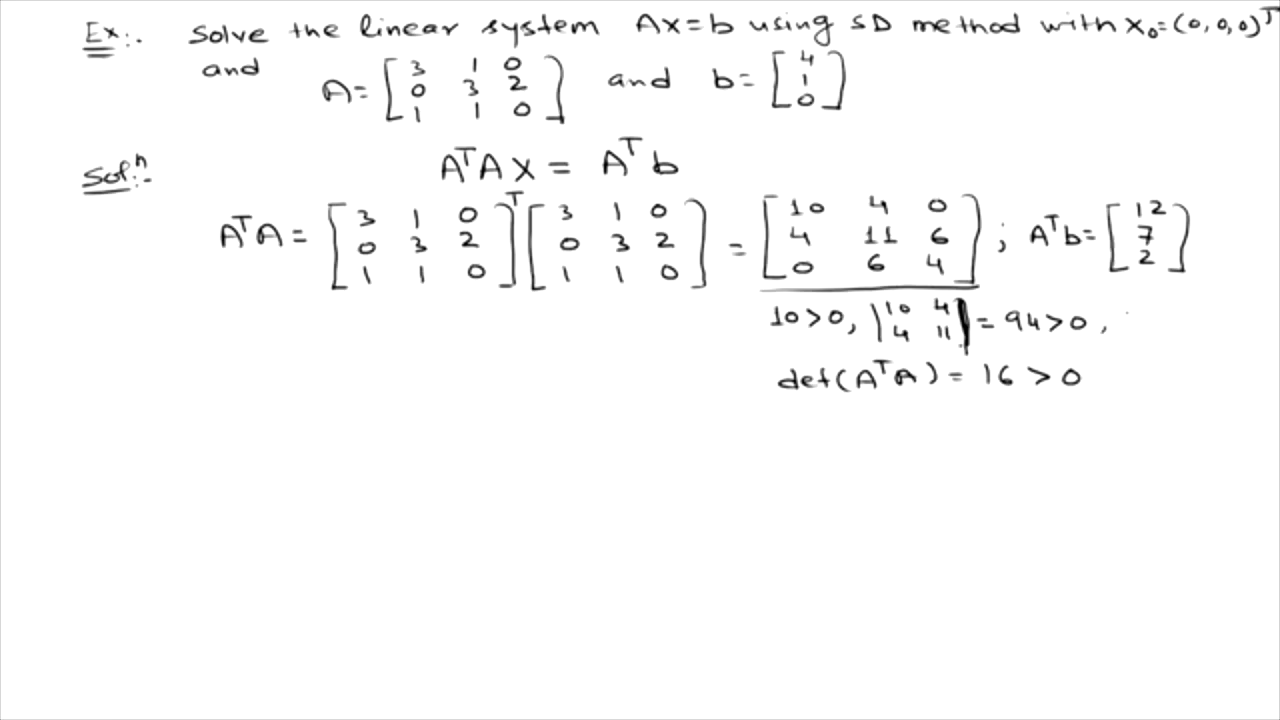 Ex:. Solve the linear system Ax=b using SD method with x₀=(0,0,0)ᵀ
and A= [3 1 0; 0 3 2; 1 1 0] and b= [4; 1; 0]
Solⁿ:- AᵀAx = Aᵀb
AᵀA= [3 1 0; 0 3 2; 1 1 0]ᵀ [3 1 0; 0 3 2; 1 1 0] = [10 4 0; 4 11 6; 0 6 4] ; Aᵀb= [12; 7; 2]
10>0, |10 4; 4 11| = 94>0,
det(AᵀA) = 16 > 0